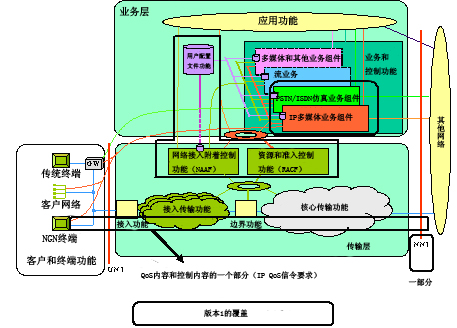 业务层
应用功能
用户配置
文件功能
多媒体和其他业务组件
业务和
控制功能
流业务
PSTN/ISDN仿真业务组件
IP多媒体业务组件
其他网络
网络接入附着控制
功能（NAAF）
资源和准入控制
功能（RACF）
传统终端
GW
客户网络
NGN终端
客户和终端功能
接入传输功能
核心传输功能
接入功能
边界功能
传输层
UNI
NNI
一部分
QoS内容和控制内容的一个部分（IP QoS信令要求）
版本1的覆盖